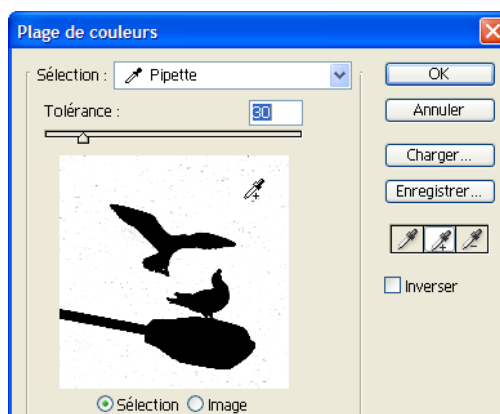 Plage de couleurs
Sélection : Pipette
OK
Tolérance : 30
Annuler
Charger...
Enregistrer...
Inverser
Sélection Image